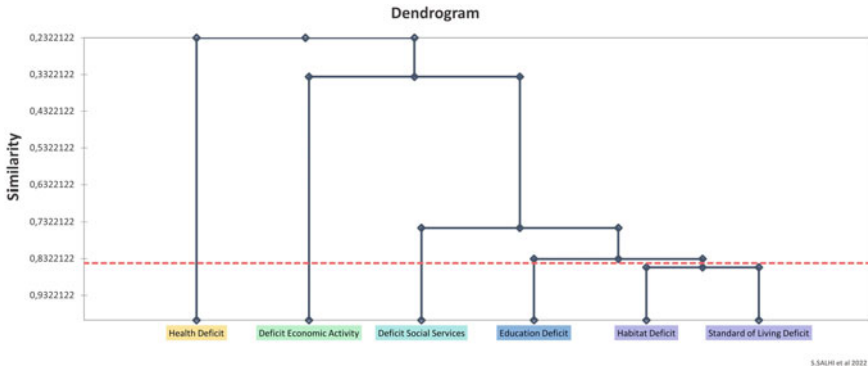 Dendrogram
Similarity
0,2322122
0,3322122
0,4322122
0,5322122
0,6322122
0,7322122
0,8322122
0,9322122
Health Deficit Deficit Economic Activity Deficit Social Services Education Deficit Habitat Deficit Standard of Living Deficit
S.SALHI et al 2022